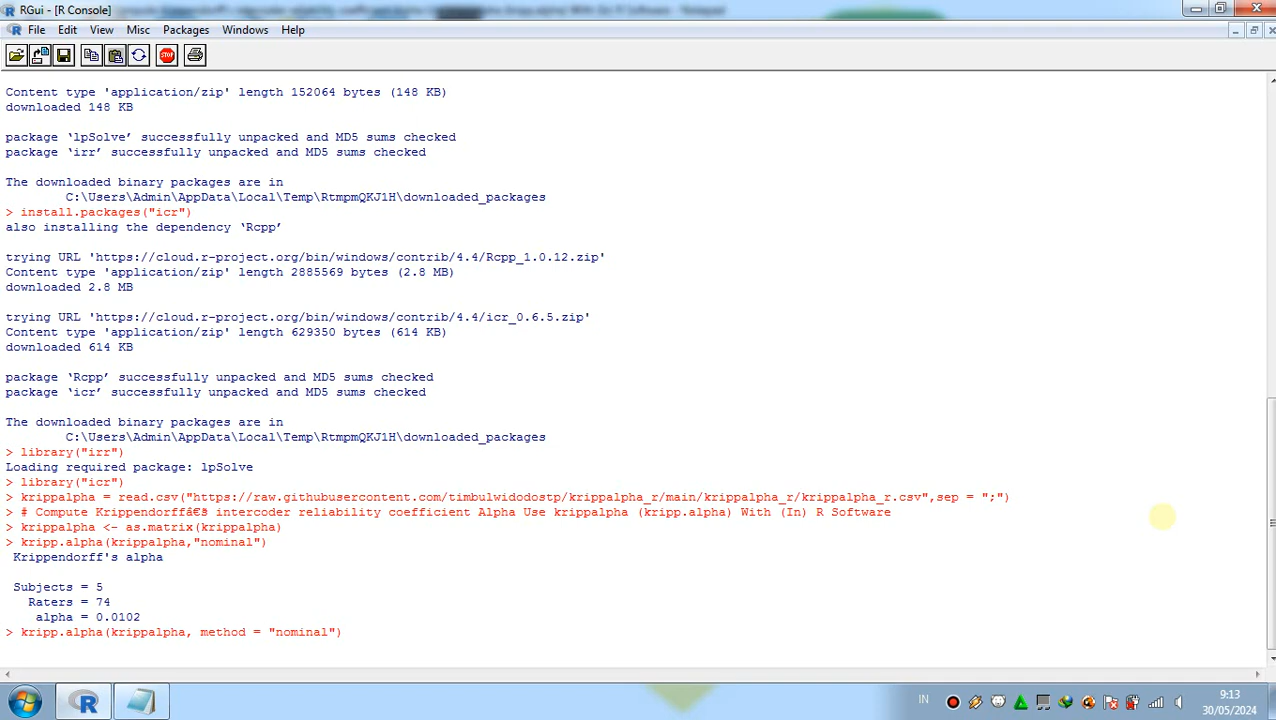 RGui - [R Console]
File Edit View Misc Packages Windows Help
STOP
Content type 'application/zip' length 152064 bytes (148 KB)
downloaded 148 KB
package ‘lpSolve’ successfully unpacked and MD5 sums checked
package ‘irr’ successfully unpacked and MD5 sums checked
The downloaded binary packages are in
C:\Users\Admin\AppData\Local\Temp\RtmpmQKJ1H\downloaded_packages
> install.packages("icr")
also installing the dependency ‘Rcpp’
trying URL 'https://cloud.r-project.org/bin/windows/contrib/4.4/Rcpp_1.0.12.zip'
Content type 'application/zip' length 2885569 bytes (2.8 MB)
downloaded 2.8 MB
trying URL 'https://cloud.r-project.org/bin/windows/contrib/4.4/icr_0.6.5.zip'
Content type 'application/zip' length 629350 bytes (614 KB)
downloaded 614 KB
package ‘Rcpp’ successfully unpacked and MD5 sums checked
package ‘icr’ successfully unpacked and MD5 sums checked
The downloaded binary packages are in
C:\Users\Admin\AppData\Local\Temp\RtmpmQKJ1H\downloaded_packages
> library("irr")
Loading required package: lpSolve
> library("icr")
> krippalpha = read.csv("https://raw.githubusercontent.com/timbulwidodostp/krippalpha_r/main/krippalpha_r/krippalpha_r.csv",sep = ";")
> # Compute intercoder reliability coefficient Alpha Use krippalpha (kripp.alpha) With (In) R Software
> krippalpha <- as.matrix(krippalpha)
> kripp.alpha(krippalpha,"nominal")
Krippendorff's alpha
Subjects = 5
Raters = 74
alpha = 0.0102
> kripp.alpha(krippalpha, method = "nominal")
R
IN
9:13
30/05/2024